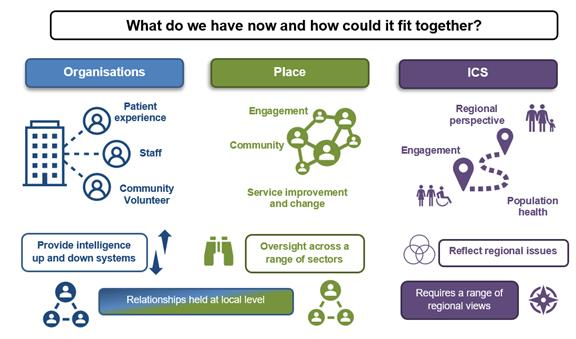 What do we have now and how could it fit together?
Organisations
Patient
experience
Staff
Community
Volunteer
Provide intelligence
up and down systems
Place
Engagement
Community
Service improvement
and change
Oversight across a
range of sectors
Relationships held at local level
ICS
Regional
perspective
Engagement
Population
health
Reflect regional issues
Requires a range of
regional views